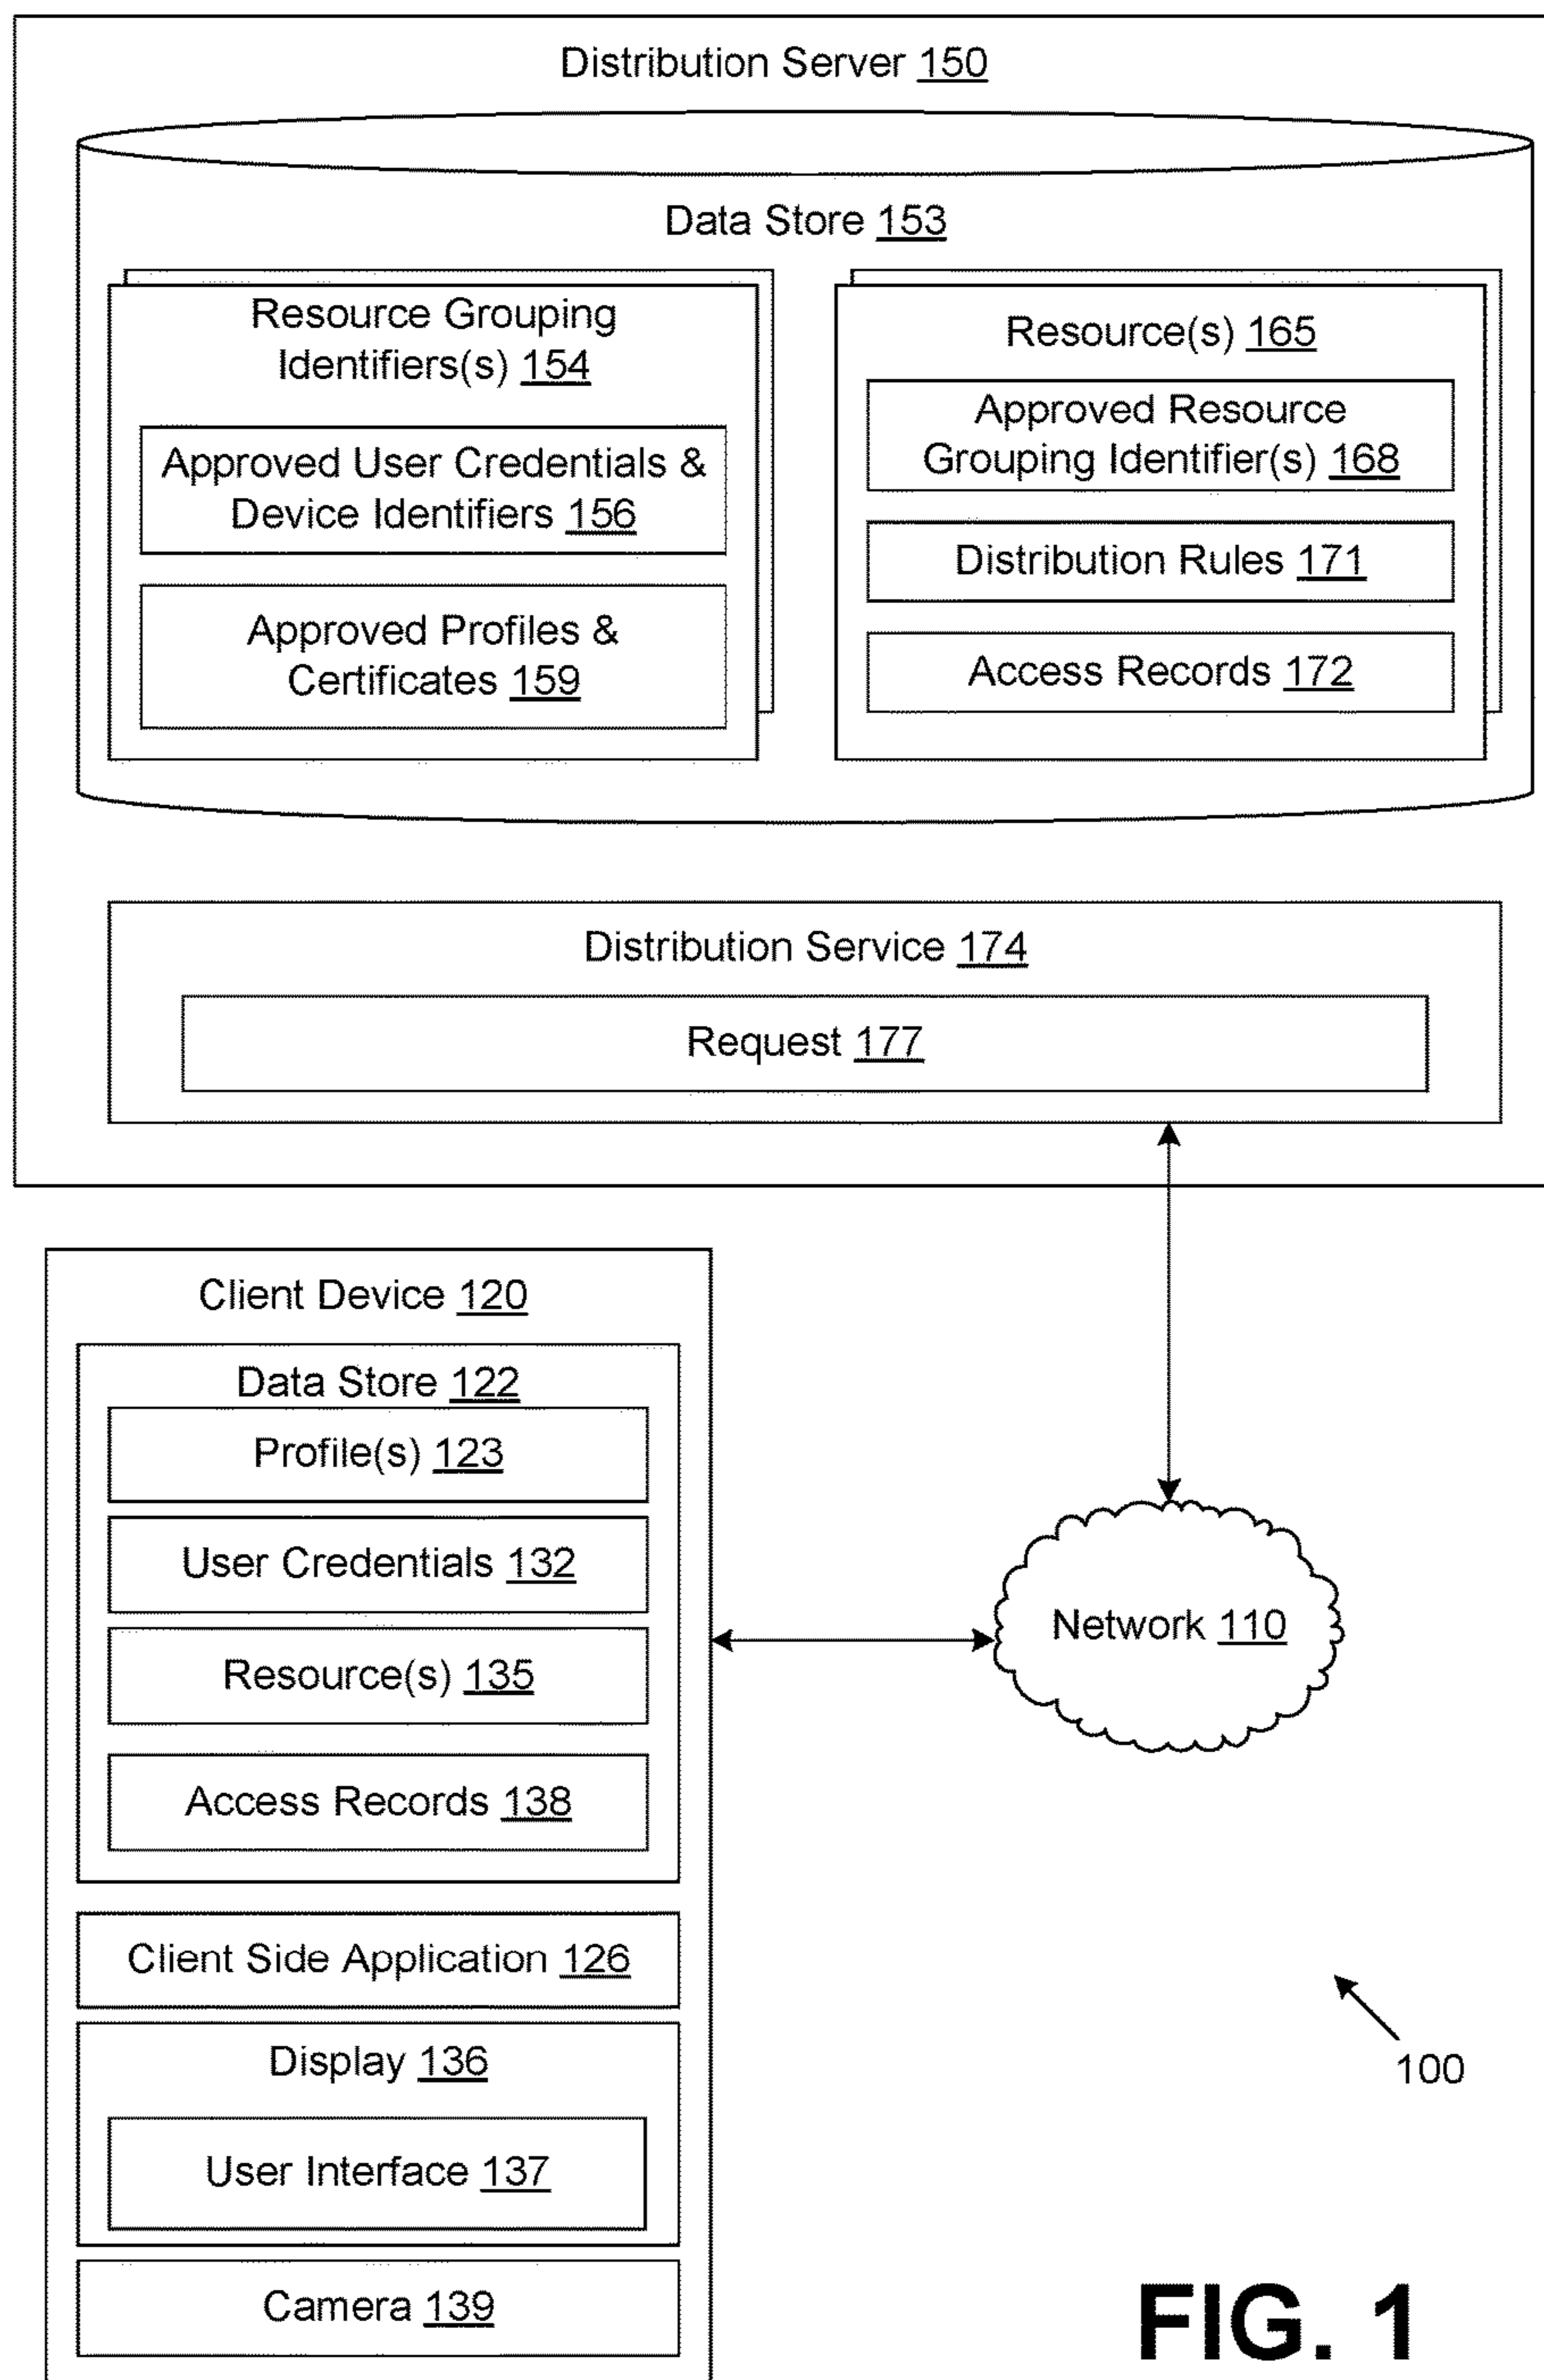 Distribution Server 150
Data Store 153
Resource Grouping
Identifiers(s) 154
Approved User Credentials &
Device Identifiers 156
Approved Profiles &
Certificates 159
Resource(s) 165
Approved Resource
Grouping Identifier(s) 168
Distribution Rules 171
Access Records 172
Distribution Service 174
Request 177
Client Device 120
Data Store 122
Profile(s) 123
User Credentials 132
Resource(s) 135
Access Records 138
Client Side Application 126
Display 136
User Interface 137
Camera 139
Network 110
100
FIG. 1